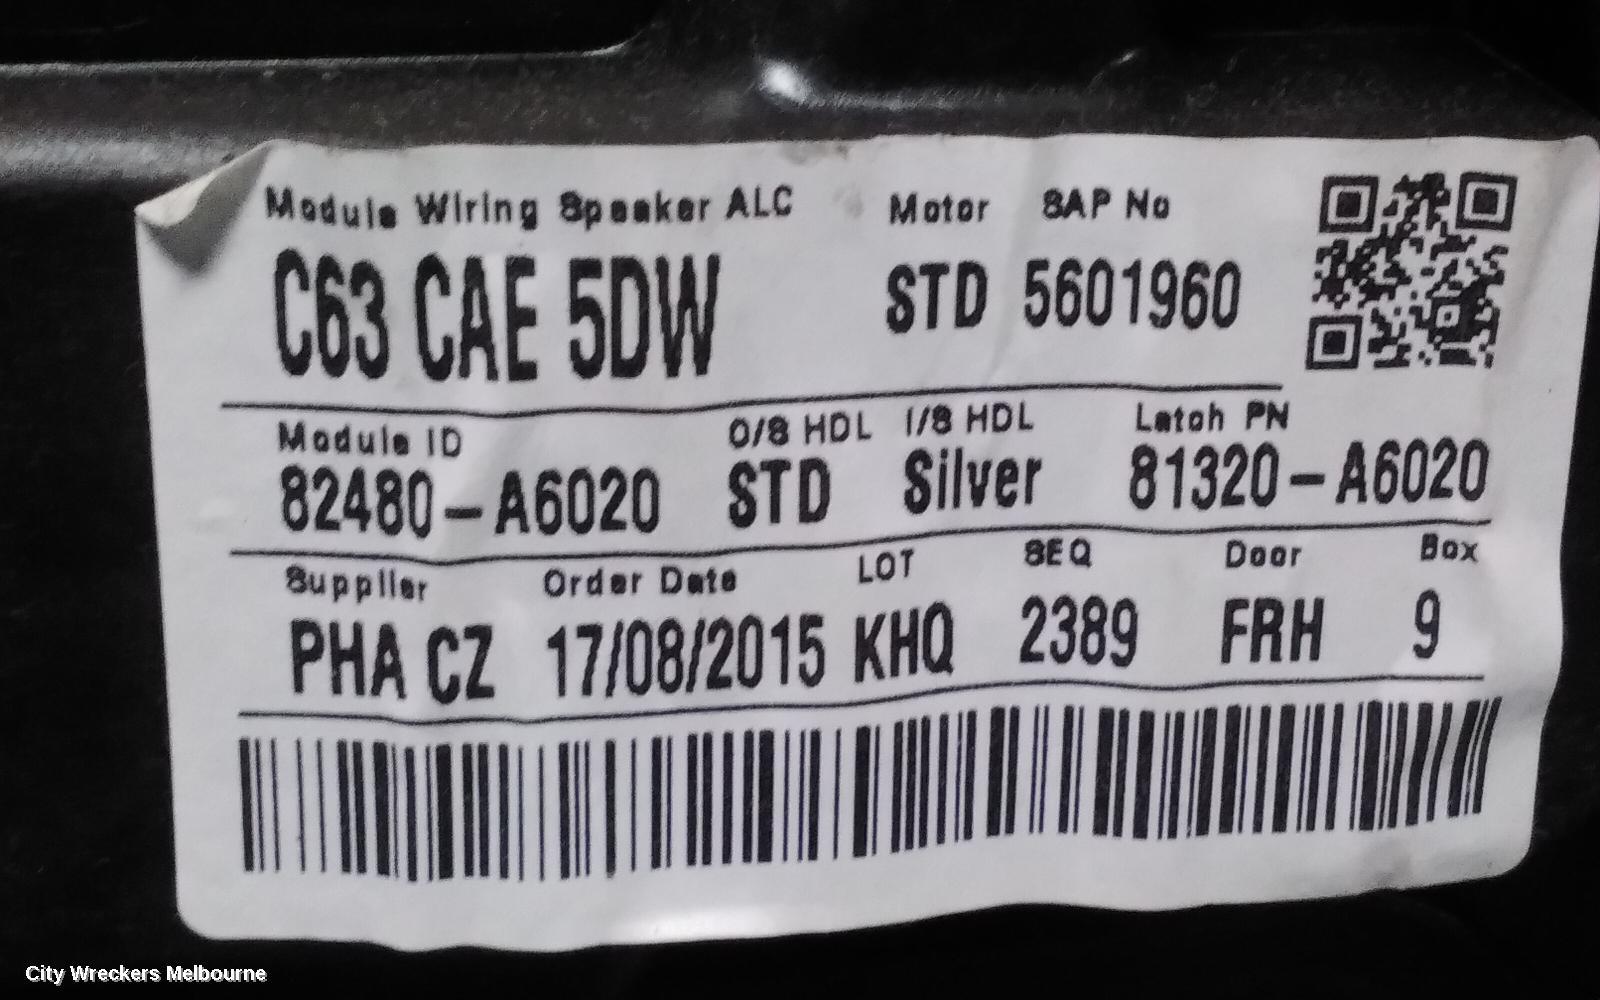 Module Wiring Speaker ALC Motor SAP No
C63 CAE 5DW STD 5601960
Module ID O/S HDL I/S HDL Latch PN
82480-A6020 STD Silver 81320-A6020
Supplier Order Date LOT SEQ Door Box
PHA CZ 17/08/2015 KHQ 2389 FRH 9
City Wreckers Melbourne